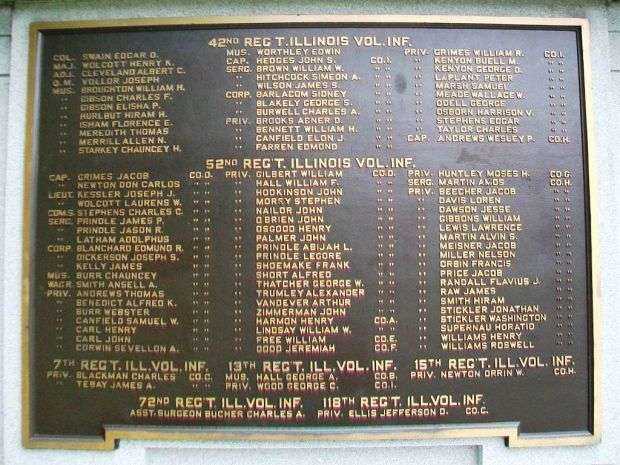 42ND REG'T. ILLINOIS VOL. INF.
COL. SWAIN EDGAR D.
MAJ. WOLCOTT HENRY K.
ADJ. CLEVELAND ALBERT C.
Q.M. VOLLOR JOSEPH
MUS. BROUGHTON WILLIAM H.
" GIBSON CHARLES F.
" GIBSON ELISHA P.
" HURLBUT HIRAM H.
" ISHAM FLORENCE E.
" MEREDITH THOMAS
" MERRILL ALLEN N.
" STARKEY CHAUNCEY H.
MUS. WORTHLEY EDWIN
CAP. HEDGES JOHN S. CO.I.
SERG. BROWN WILLIAM W. " "
" HITCHCOCK SIMEON A. " "
" WILSON JAMES S. " "
CORP. BARLACOM SIDNEY " "
" BLAKELY GEORGE S. " "
" BURWELL CHARLES A. " "
PRIV. BROOKS ABNER D. " "
" BENNETT WILLIAM H. " "
" CANFIELD ELON J. " "
" FARREN EDMOND " "
PRIV. GRIMES WILLIAM R. CO.I.
" KENYON BUELL M. " "
" KENYON GEORGE D. " "
" LAPLANT PETER " "
" MARSH SAMUEL " "
" MEADE WALLACE W. " "
" ODELL GEORGE " "
" OSBORN HARRISON V. " "
" STEPHENS EDGAR " "
" TAYLOR CHARLES " "
CAP. ANDREWS WESLEY P. CO.H.
52ND REG'T. ILLINOIS VOL. INF.
CAP. GRIMES JACOB CO.D.
" NEWTON DON CARLOS " "
LIEUT. KESSLER JOSEPH J. " "
" WOLCOTT LAURENS W. " "
COMS. STEPHENS CHARLES C. " "
SERG. PRINDLE JAMES P. " "
" PRINDLE JASON R. " "
" LATHAM ADOLPHUS " "
CORP. BLANCHARD EDMUND R. " "
" DICKERSON JOSEPH S. " "
" KELLY JAMES " "
MUS. BURR CHAUNCEY " "
WAGR. SMITH ANSELL A. " "
PRIV. ANDREWS THOMAS " "
" BENEDICT ALFRED K. " "
" BURR WEBSTER " "
" CANFIELD SAMUEL W. " "
" CARL HENRY " "
" CARL JOHN " "
" CORWIN SEVELLON A. " "
PRIV. GILBERT WILLIAM CO.D.
" HALL WILLIAM F. " "
" HODKINSON JOHN " "
" MOREY STEPHEN " "
" NAILOR JOHN " "
" O'BRIEN JOHN " "
" OSGOOD HENRY " "
" PALMER JOHN " "
" PRINDLE ABIJAH L. " "
" PRINDLE LEGORE " "
" SHOEMAKE FRANK " "
" SHORT ALFRED " "
" THATCHER GEORGE W. " "
" TRUMLEY ALEXANDER " "
" VANDEVER ARTHUR " "
" ZIMMERMAN JOHN " "
" HARMON HENRY CO.A.
" LINDSAY WILLIAM W. " "
" FREE WILLIAM CO.E.
" GOOD JEREMIAH CO.F.
PRIV. HUNTLEY MOSES H. CO.G.
SERG. MARTIN AMOS CO.H.
PRIV. BEECHER JACOB " "
" DAVIS LOREN " "
" DAWSON JESSE " "
" GIBBONS WILLIAM " "
" LEWIS LAWRENCE " "
" MARTIN ALVIN S. " "
" MEISNER JACOB " "
" MILLER NELSON " "
" ORBIN FRANCIS " "
" PRICE JACOB " "
" RANDALL FLAVIUS J. " "
" RAW JAMES " "
" SMITH HIRAM " "
" STICKLER JONATHAN " "
" STICKLER WASHINGTON " "
" SUPERNAU HORATIO " "
" WILLIAMS HENRY " "
" WILLIAMS ROSWELL " "
7TH REG'T. ILL. VOL. INF.
PRIV. BLACKMAN CHARLES CO.C.
" TEBAY JAMES A. " "
13TH REG'T. ILL. VOL. INF.
MUS. HALL GEORGE A. CO.B.
PRIV. WOOD GEORGE C. CO.I.
15TH REG'T. ILL. VOL. INF.
PRIV. NEWTON ORRIN W. CO.H.
72ND REG'T. ILL. VOL. INF.
ASST. SURGEON BUCHER CHARLES A.
118TH REG'T. ILL. VOL. INF.
PRIV. ELLIS JEFFERSON D. CO.C.